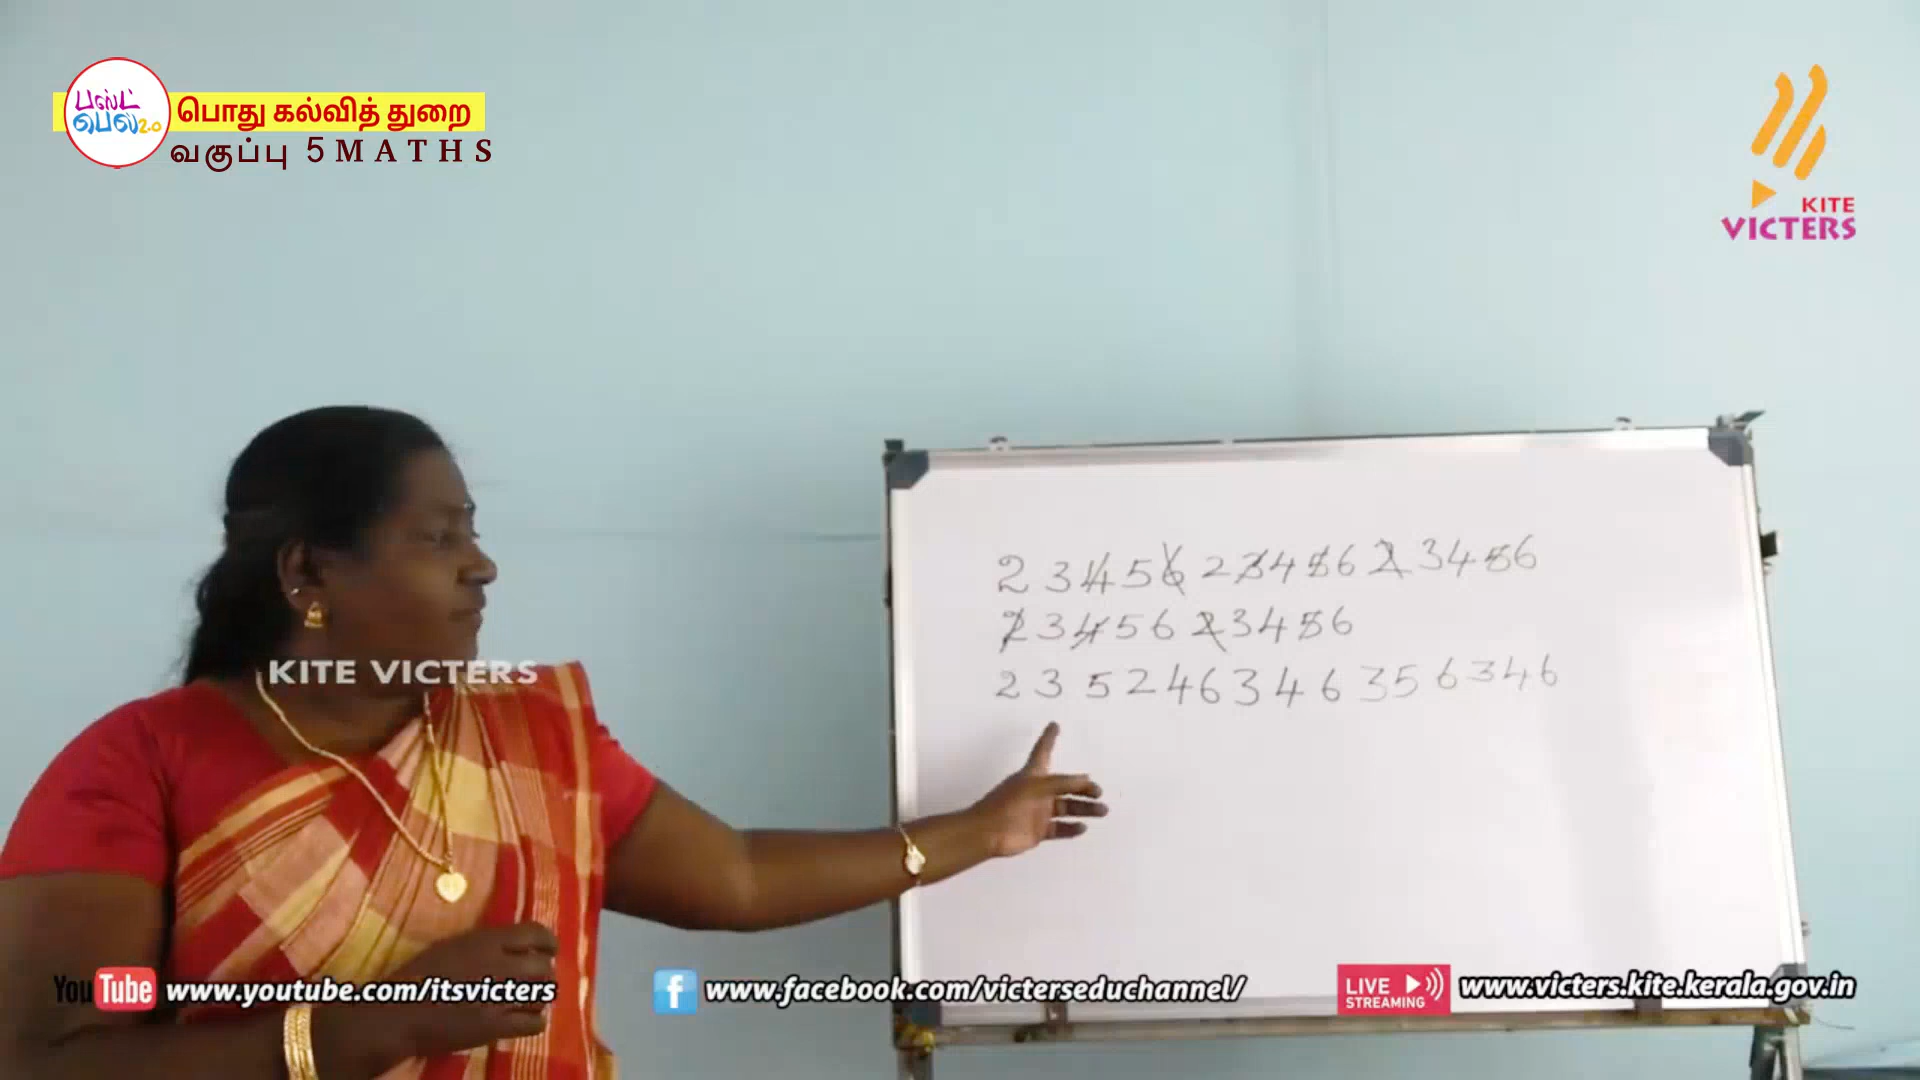 பஸ்ட்
பெல் 2.0
பொது கல்வித் துறை
வகுப்பு 5 MATHS
KITE
VICTERS
2 3 4 5 6 2 3 4 5 6 2 3 4 5 6
2 3 4 5 6 2 3 4 5 6
2 3 5 2 4 6 3 4 6 3 5 6 3 4 6
KITE VICTERS
YouTube www.youtube.com/itsvicters
f www.facebook.com/victerseduchannel/
LIVE STREAMING www.victers.kite.kerala.gov.in